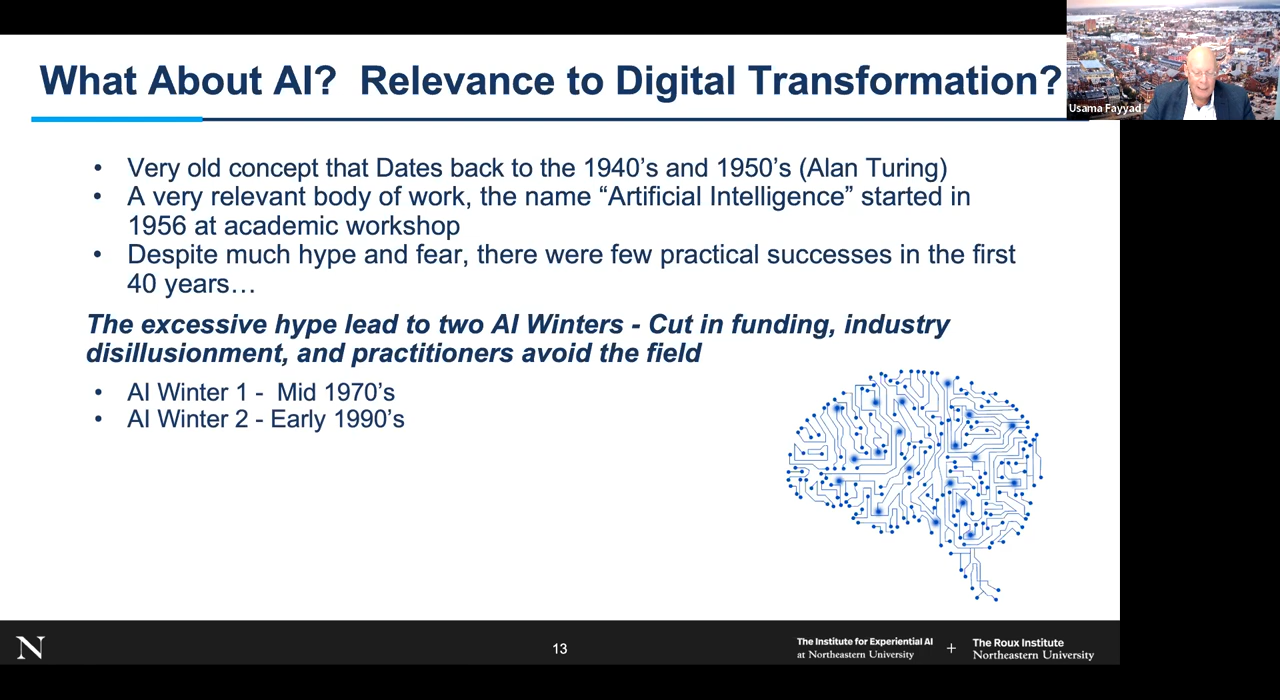 What About AI?  Relevance to Digital Transformation?
Usama Fayyad
• Very old concept that Dates back to the 1940’s and 1950’s (Alan Turing)
• A very relevant body of work, the name “Artificial Intelligence” started in
1956 at academic workshop
• Despite much hype and fear, there were few practical successes in the first
40 years…
The excessive hype lead to two AI Winters - Cut in funding, industry
disillusionment, and practitioners avoid the field
• AI Winter 1 -  Mid 1970’s
• AI Winter 2 - Early 1990’s
N
13
The Institute for Experiential AI
at Northeastern University
+
The Roux Institute
Northeastern University